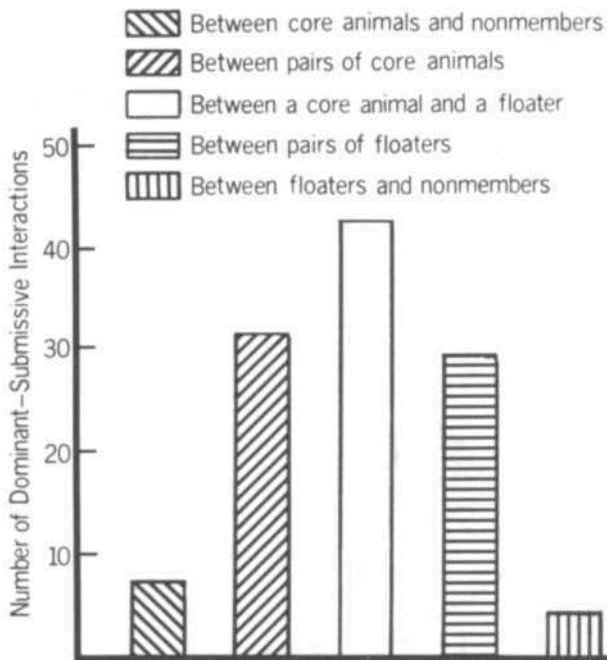 Between core animals and nonmembers
Between pairs of core animals
Between a core animal and a floater
Between pairs of floaters
Between floaters and nonmembers
Number of Dominant–Submissive Interactions
50
40
30
20
10